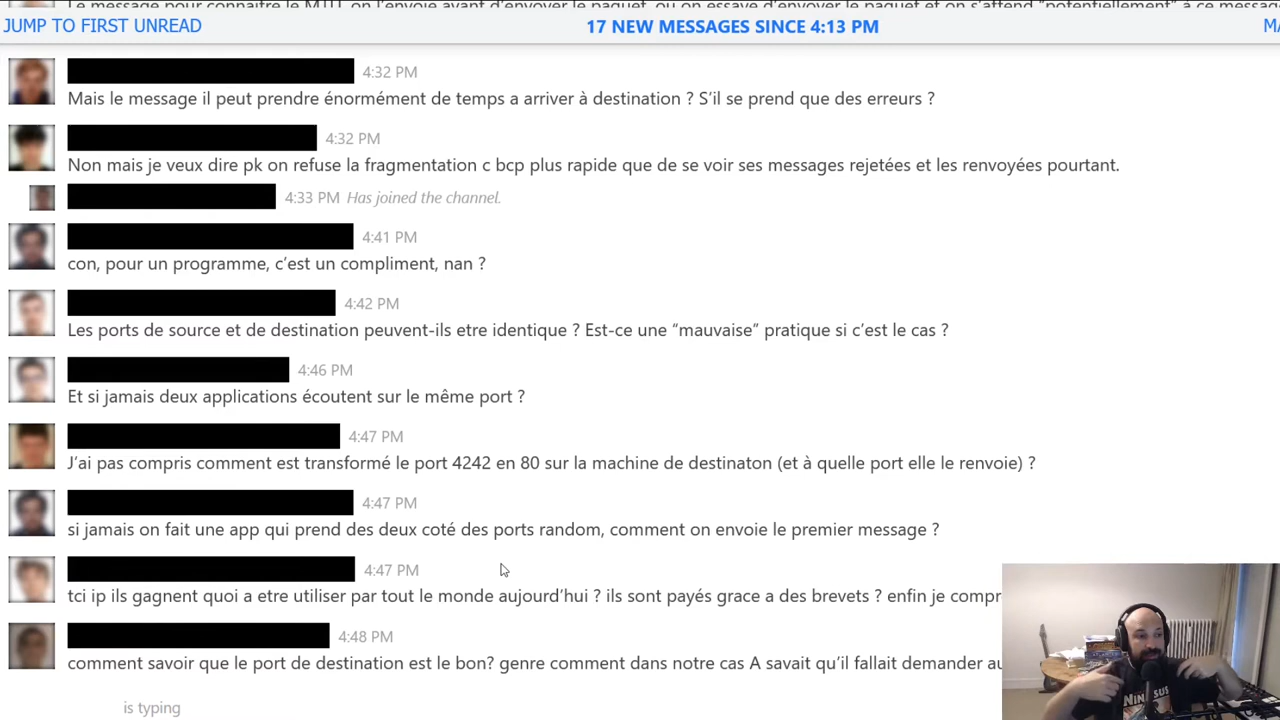 JUMP TO FIRST UNREAD
17 NEW MESSAGES SINCE 4:13 PM
MA
4:32 PM
Mais le message il peut prendre énormément de temps a arriver à destination ? S'il se prend que des erreurs ?
4:32 PM
Non mais je veux dire pk on refuse la fragmentation c bcp plus rapide que de se voir ses messages rejetées et les renvoyées pourtant.
4:33 PM Has joined the channel.
4:41 PM
con, pour un programme, c'est un compliment, nan ?
4:42 PM
Les ports de source et de destination peuvent-ils etre identique ? Est-ce une “mauvaise” pratique si c'est le cas ?
4:46 PM
Et si jamais deux applications écoutent sur le même port ?
4:47 PM
J'ai pas compris comment est transformé le port 4242 en 80 sur la machine de destinaton (et à quelle port elle le renvoie) ?
4:47 PM
si jamais on fait une app qui prend des deux coté des ports random, comment on envoie le premier message ?
4:47 PM
tci ip ils gagnent quoi a etre utiliser par tout le monde aujourd'hui ? ils sont payés grace a des brevets ? enfin je compr
4:48 PM
comment savoir que le port de destination est le bon? genre comment dans notre cas A savait qu'il fallait demander au
is typing